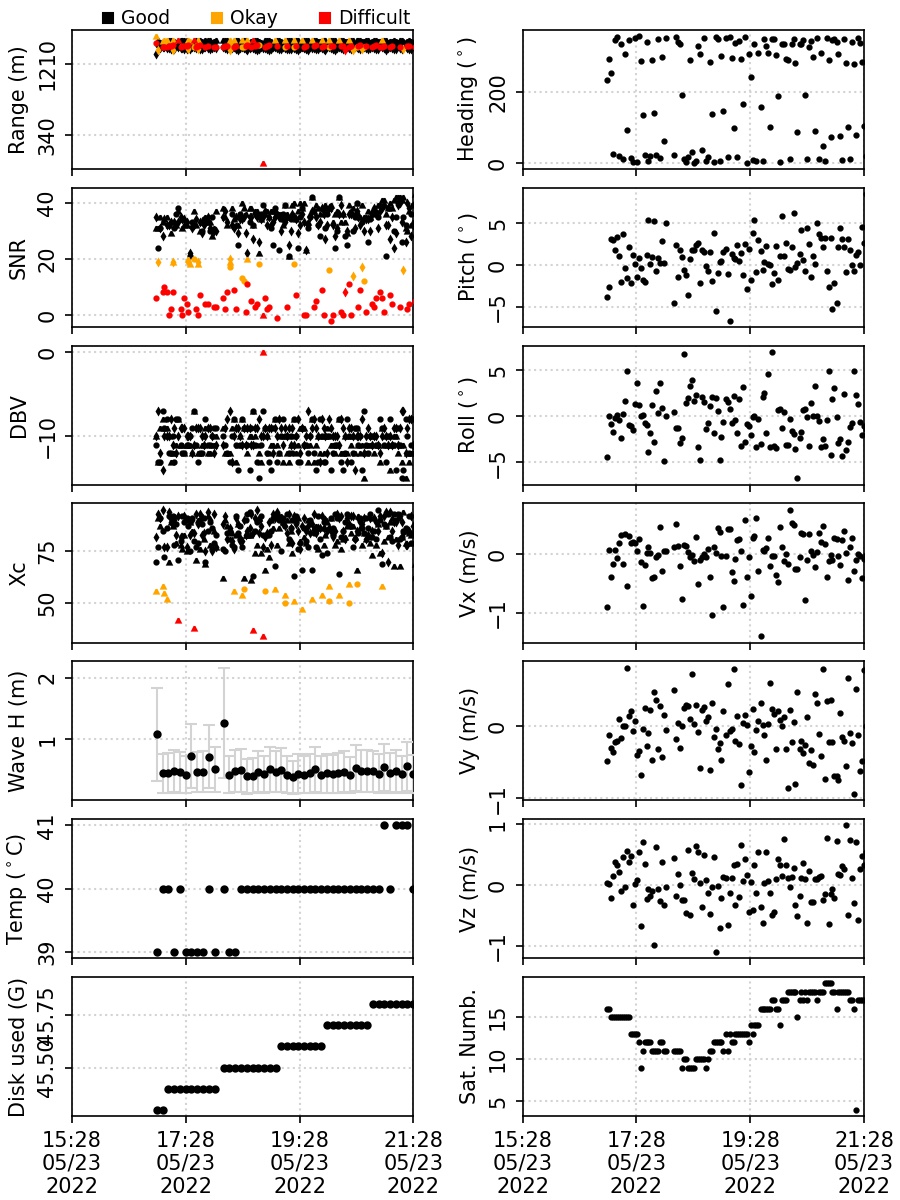 Good Okay Difficult
Range (m) 1210 340
Heading (°) 200 0
SNR 40 20 0
Pitch (°) 5 0 −5
DBV 0 −10
Roll (°) 5 0 −5
Xc 75 50
Vx (m/s) 0 −1
Wave H (m) 2 1
Vy (m/s) 0 −1
Temp (°C) 41 40 39
Vz (m/s) 1 0 −1
Disk used (G) 45.75 45.50
Sat. Numb. 15 10 5
15:28 17:28 19:28 21:28 15:28 17:28 19:28 21:28
05/23 05/23 05/23 05/23 05/23 05/23 05/23 05/23
2022 2022 2022 2022 2022 2022 2022 2022